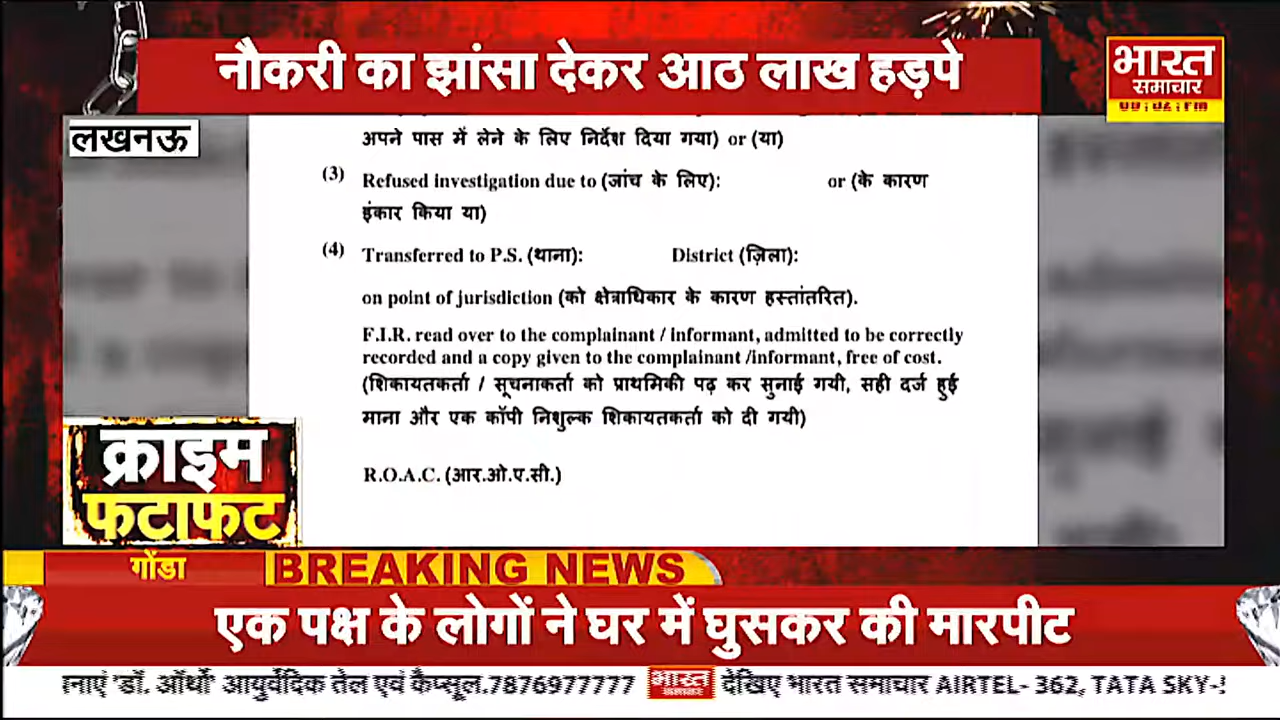 नौकरी का झांसा देकर आठ लाख हड़पे
भारत
समाचार
लखनऊ
अपने पास में लेने के लिए निर्देश दिया गया) or (या)
(3) Refused investigation due to (जांच के लिए): or (के कारण
इंकार किया या)
(4) Transferred to P.S. (थाना): District (ज़िला):
on point of jurisdiction (को क्षेत्राधिकार के कारण हस्तांतरित).
F.I.R. read over to the complainant / informant, admitted to be correctly
recorded and a copy given to the complainant /informant, free of cost.
(शिकायतकर्ता / सूचनाकर्ता को प्राथमिकी पढ़ कर सुनाई गयी, सही दर्ज हुई
माना और एक कॉपी निशुल्क शिकायतकर्ता को दी गयी)
R.O.A.C. (आर.ओ.ए.सी.)
क्राइम
फटाफट
गोंडा BREAKING NEWS
एक पक्ष के लोगों ने घर में घुसकर की मारपीट
'डॉ. ऑर्थो' आयुर्वेदिक तेल एवं कैप्सूल.7876977777 भारत समाचार देखिए भारत समाचार AIRTEL- 362, TATA SKY-